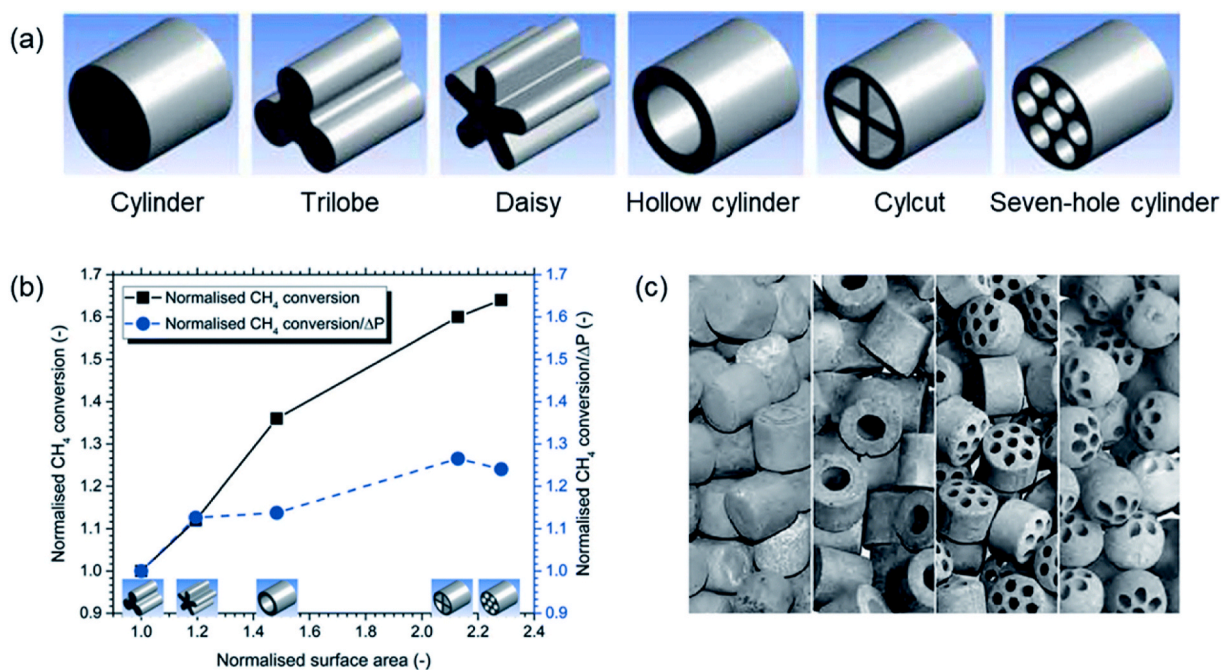 (a)
Cylinder
Trilobe
Daisy
Hollow cylinder
Cylcut
Seven-hole cylinder
(b)
Normalised CH4 conversion (-)
1.7
1.6
1.5
1.4
1.3
1.2
1.1
1.0
0.9
Normalised CH4 conversion
Normalised CH4 conversion/ΔP
1.0
1.2
1.4
1.6
1.8
2.0
2.2
2.4
Normalised surface area (-)
1.7
1.6
1.5
1.4
1.3
1.2
1.1
1.0
0.9
Normalised CH4 conversion/ΔP (-)
(c)